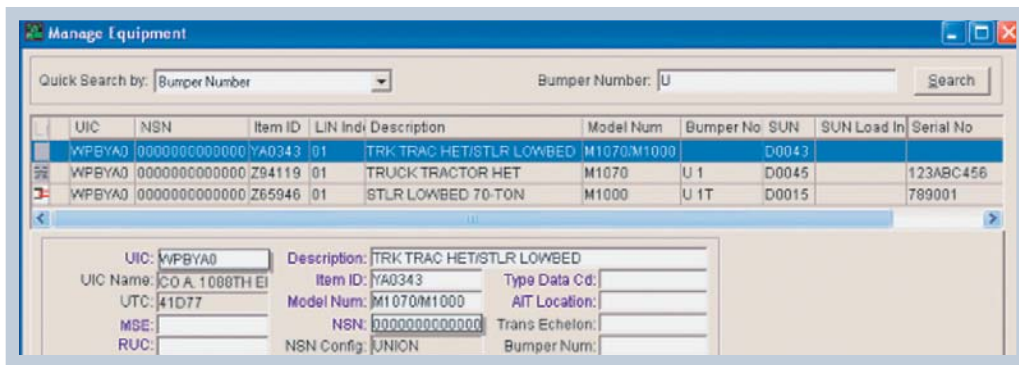 Manage Equipment
Quick Search by: Bumper Number Bumper Number: U Search
UIC NSN Item ID LIN Inde Description Model Num Bumper No SUN SUN Load In Serial No
WPBYA0 0000000000000 YA0343 01 TRK TRAC HET/STLR LOWBED M1070/M1000 D0043
WPBYA0 0000000000000 Z94119 01 TRUCK TRACTOR HET M1070 U 1 D0045 123ABC456
WPBYA0 0000000000000 Z65946 01 STLR LOWBED 70-TON M1000 U 1T D0015 789001
UIC: WPBYA0 Description: TRK TRAC HET/STLR LOWBED
UIC Name: CO A, 1088TH EI Item ID: YA0343 Type Data Cd:
UTC: 41D77 Model Num: M1070/M1000 AIT Location:
MSE: NSN: 0000000000000 Trans Echelon:
RUC: NSN Config: UNION Bumper Num: